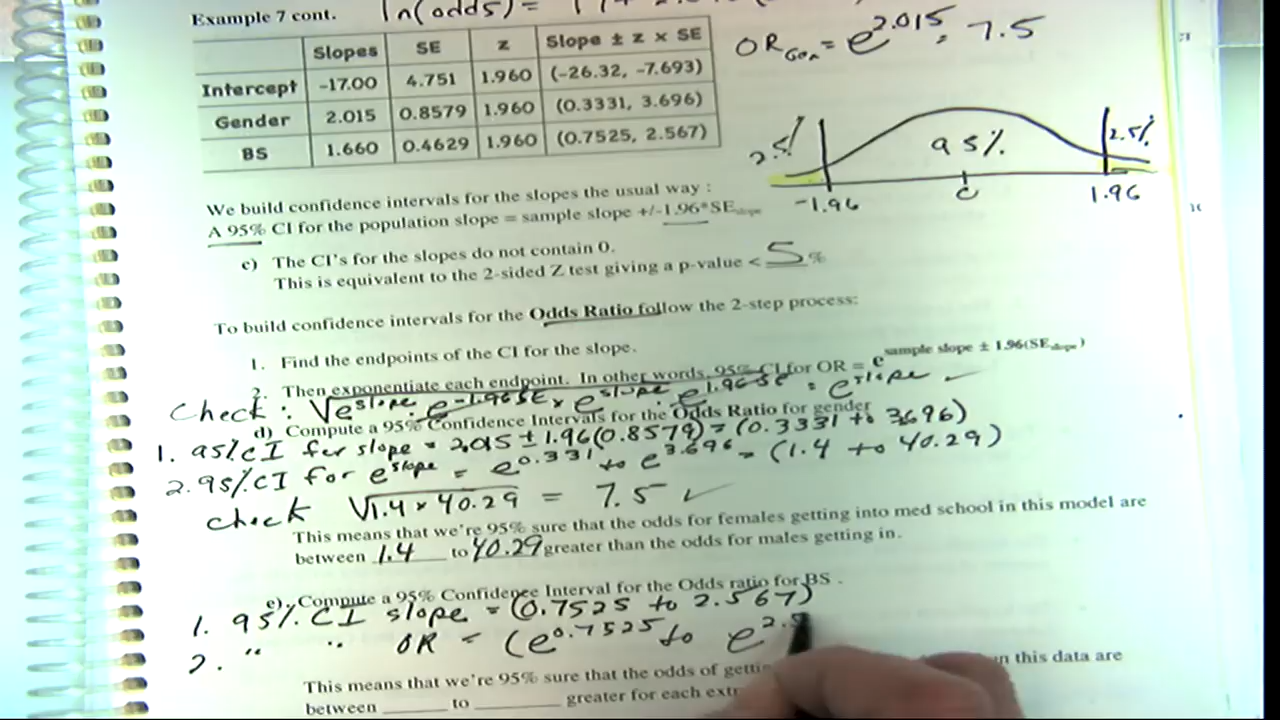 Example 7 cont. ln(odds) =
Slopes SE z Slope ± z × SE
Intercept -17.00 4.751 1.960 (-26.32, -7.693)
Gender 2.015 0.8579 1.960 (0.3331, 3.696)
BS 1.660 0.4629 1.960 (0.7525, 2.567)
OR Gen = e^2.015 = 7.5
2.5% 95% 2.5%
-1.96 0 1.96
We build confidence intervals for the slopes the usual way :
A 95% CI for the population slope = sample slope +/-1.96*SEslope
c) The CI's for the slopes do not contain 0.
This is equivalent to the 2-sided Z test giving a p-value < 5 %
To build confidence intervals for the Odds Ratio follow the 2-step process:
1. Find the endpoints of the CI for the slope.
2. Then exponentiate each endpoint. In other words, 95% CI for OR = e^sample slope ± 1.96(SEslope)
Check : √e^slope · e^-1.96SE × e^slope · e^1.96SE = e^slope ✓
d) Compute a 95% Confidence Intervals for the Odds Ratio for gender
1. 95% CI for slope = 2.015 ± 1.96(0.8579) = (0.3331 to 3.696)
2. 95% CI for e^slope = e^0.331 to e^3.696 = (1.4 to 40.29)
check √1.4 × 40.29 = 7.5 ✓
This means that we're 95% sure that the odds for females getting into med school in this model are
between 1.4 to 40.29 greater than the odds for males getting in.
e) Compute a 95% Confidence Interval for the Odds ratio for BS .
1. 95% CI slope = (0.7525 to 2.567)
2. " " OR = (e^0.7525 to e^2.5
This means that we're 95% sure that the odds of this data are
between ____ to ____ greater for each